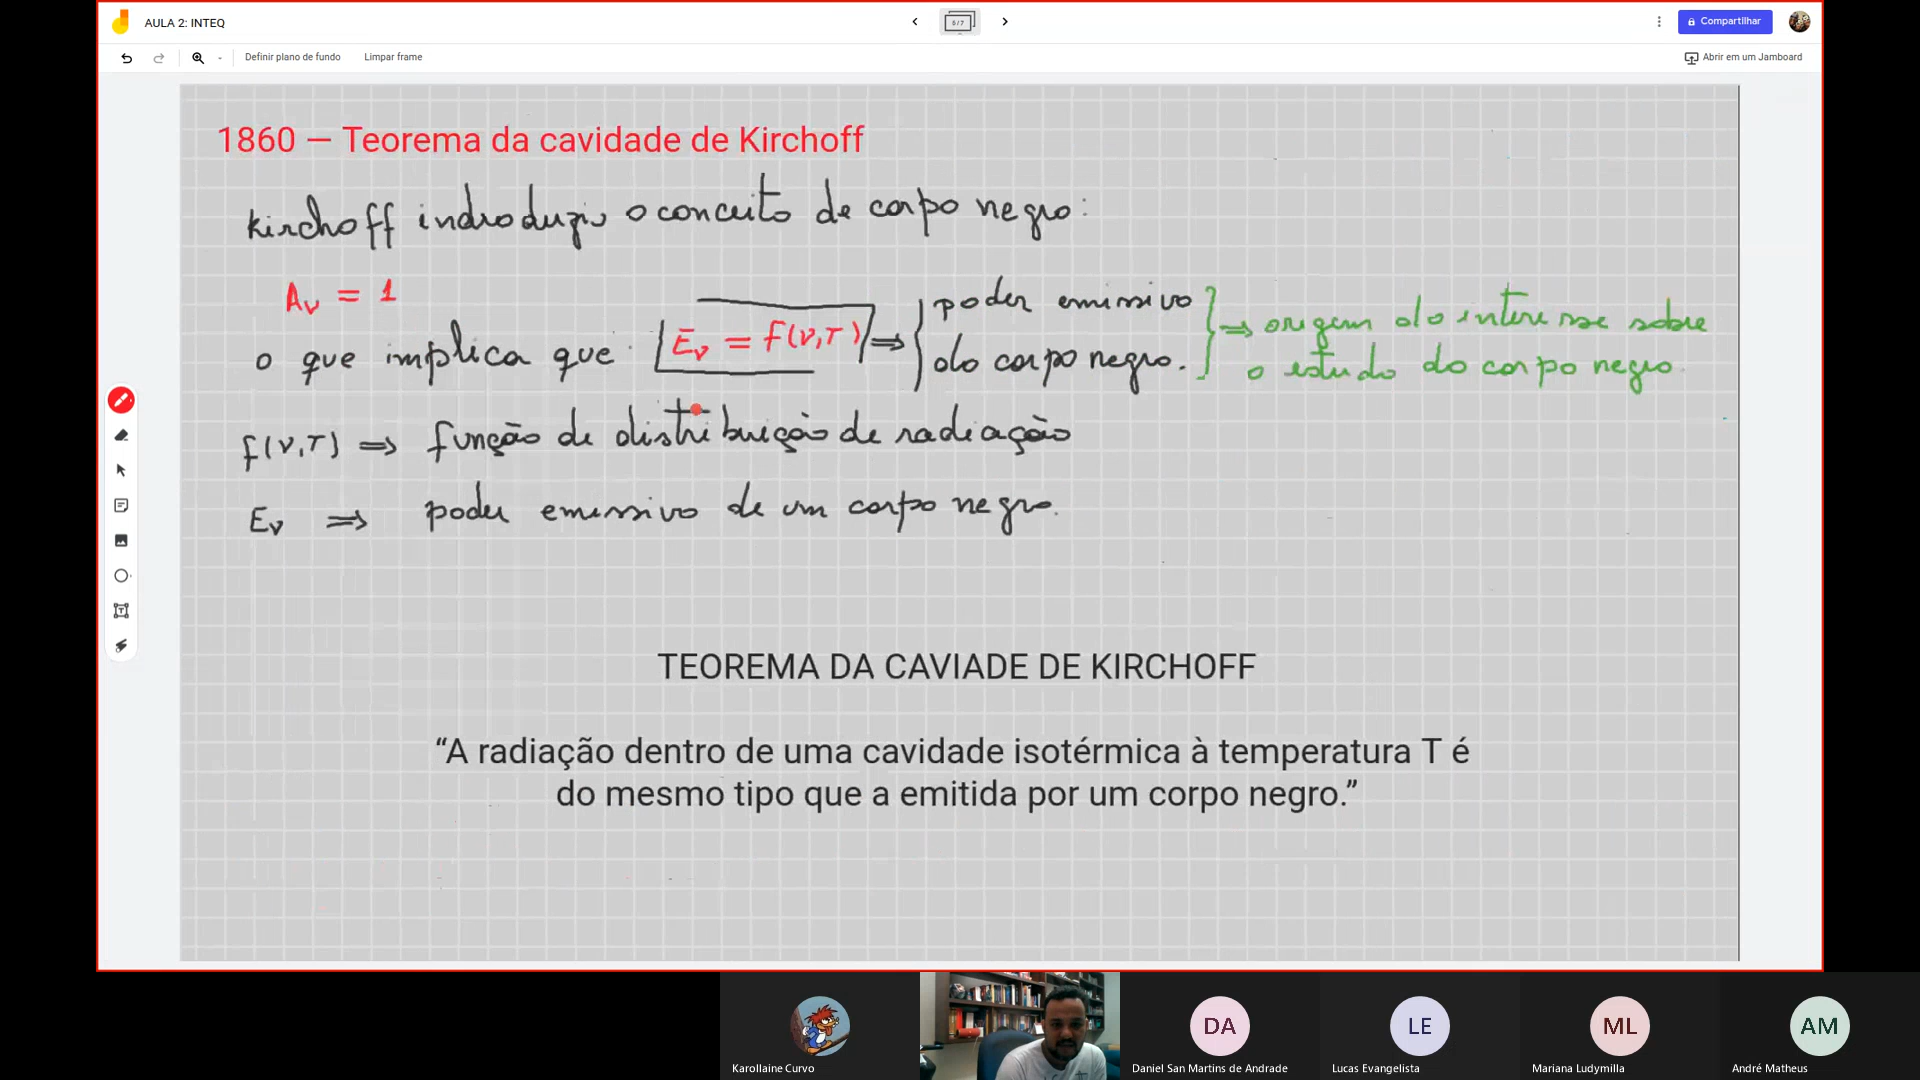 AULA 2: INTEQ
6/7
Compartilhar
Definir plano de fundo
Limpar frame
Abrir em um Jamboard
1860 — Teorema da cavidade de Kirchoff
Kirchoff introduziu o conceito de corpo negro:
Aν = 1
o que implica que: Eν = f(ν,T) ⇒ { poder emissivo do corpo negro. } ⇒ origem do interesse sobre o estudo do corpo negro.
f(ν,T) ⇒ função de distribuição de radiação
Eν ⇒ poder emissivo de um corpo negro.
TEOREMA DA CAVIADE DE KIRCHOFF
“A radiação dentro de uma cavidade isotérmica à temperatura T é
do mesmo tipo que a emitida por um corpo negro.”
DA
LE
ML
AM
Karollaine Curvo
Daniel San Martins de Andrade
Lucas Evangelista
Mariana Ludymilla
André Matheus